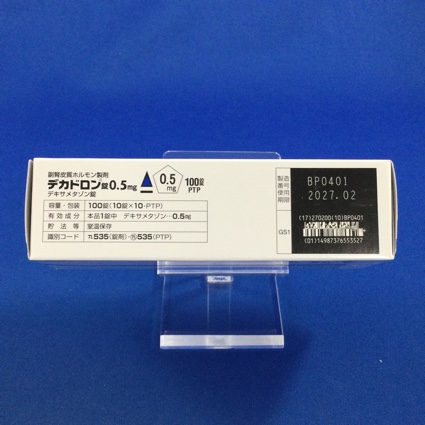 副腎皮質ホルモン製剤
デカドロン錠0.5mg
デキサメタゾン錠
0.5
mg
100錠
PTP
容量・包装 100錠(10錠×10・PTP)
有効成分 本品1錠中 デキサメタゾン…0.5mg
貯法等 室温保存
識別コード π535(錠剤)・π535(PTP)
製造番号
使用期限
BP0401
2027.02
GS1
(17)270200(10)BP0401
(01)14987376553527